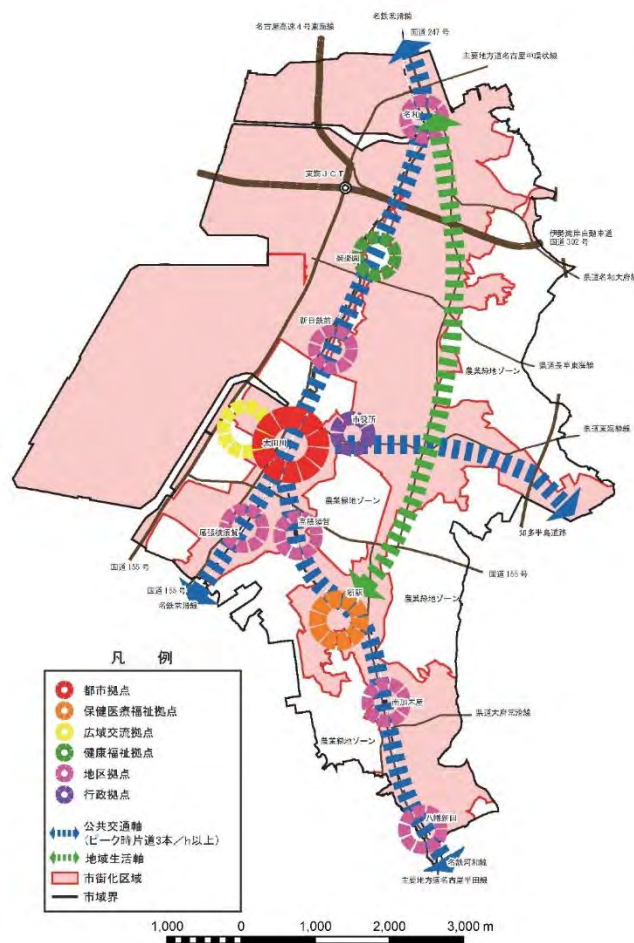 名鉄常滑線
国道247号
名古屋高速4号東海線
主要地方道名古屋中環状線
名和
東海JCT
伊勢湾岸自動車道
国道302号
県道名和大府線
聚楽園
新日鉄前
県道長草東海線
農業緑地ゾーン
市役所
太田川
県道東海緑線
農業緑地ゾーン
知多半島道路
尾張横須賀
高横須賀
国道155号
国道155号
国道155号
名鉄常滑線
新駅
農業緑地ゾーン
南加木屋
県道大府常滑線
農業緑地ゾーン
八幡新田
名鉄河和線
主要地方道名古屋半田線
凡 例
都市拠点
保健医療福祉拠点
広域交流拠点
健康福祉拠点
地区拠点
行政拠点
公共交通軸
(ピーク時片道3本/h以上)
地域生活軸
市街化区域
市域界
1,000 0 1,000 2,000 3,000 m